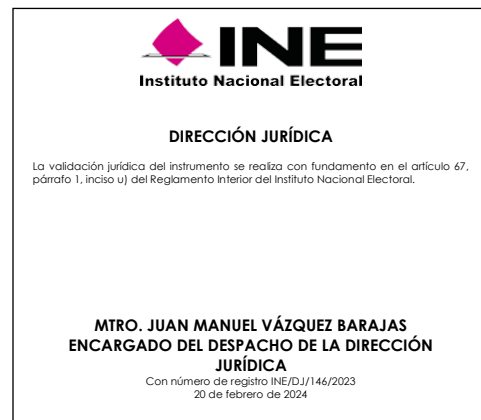 INE
Instituto Nacional Electoral
DIRECCIÓN JURÍDICA
La validación jurídica del instrumento se realiza con fundamento en el artículo 67,
párrafo 1, inciso u) del Reglamento Interior del Instituto Nacional Electoral.
MTRO. JUAN MANUEL VÁZQUEZ BARAJAS
ENCARGADO DEL DESPACHO DE LA DIRECCIÓN
JURÍDICA
Con número de registro INE/DJ/146/2023
20 de febrero de 2024